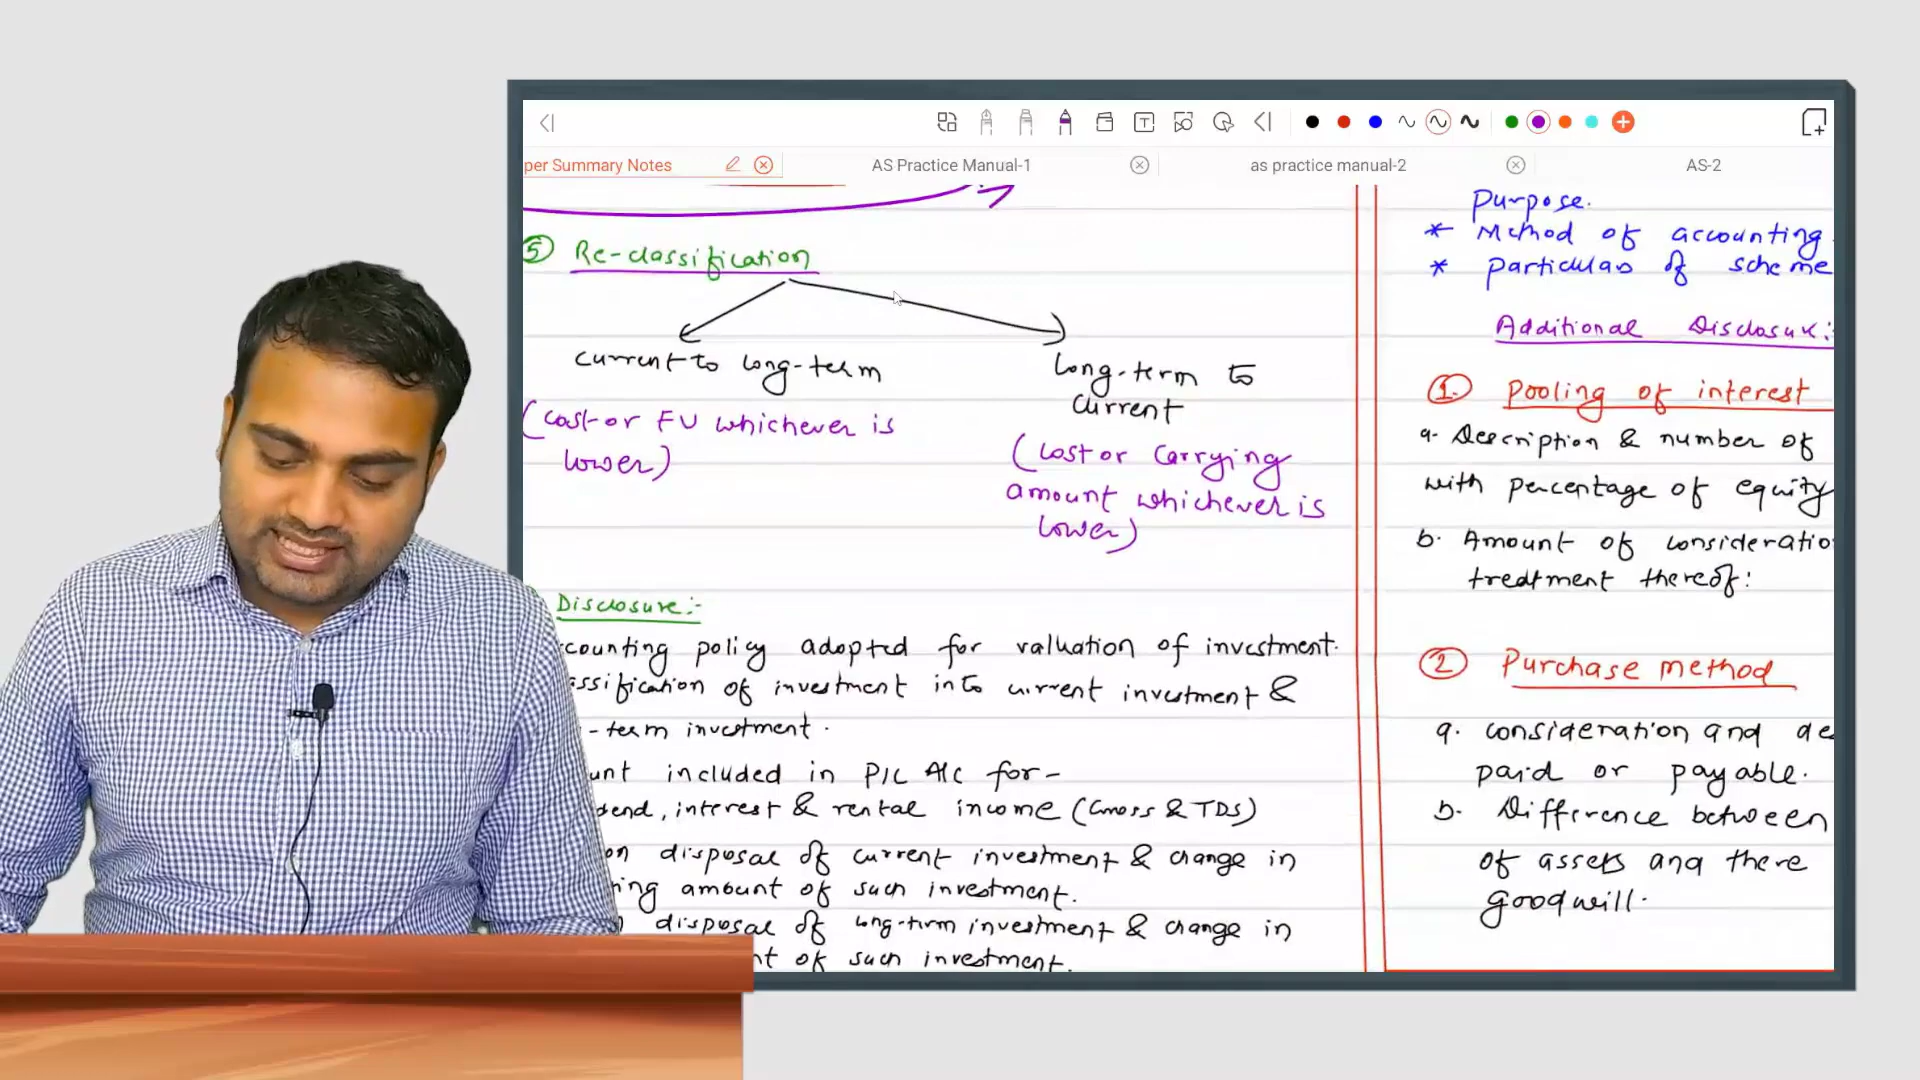 per Summary Notes
AS Practice Manual-1
as practice manual-2
AS-2
5 Re-classification
current to long-term
(cost or FV whichever is
lower)
long-term to
current
(cost or carrying
amount whichever is
lower)
Disclosure:-
counting policy adopted for valuation of investment.
ssification of investment into current investment &
-term investment.
unt included in P/L A/C for-
dend, interest & rental income (Gross & TDS)
on disposal of current investment & change in
ing amount of such investment.
disposal of long-term investment & change in
nt of such investment.
purpose.
* Method of accounting
* particulars of scheme
Additional Disclosure:
1. Pooling of interest
a. Description & number of
with percentage of equity
b. Amount of consideratio
treatment thereof:
2 Purchase method
a. consideration and de
paid or payable.
b. Difference between
of assets and there
goodwill.